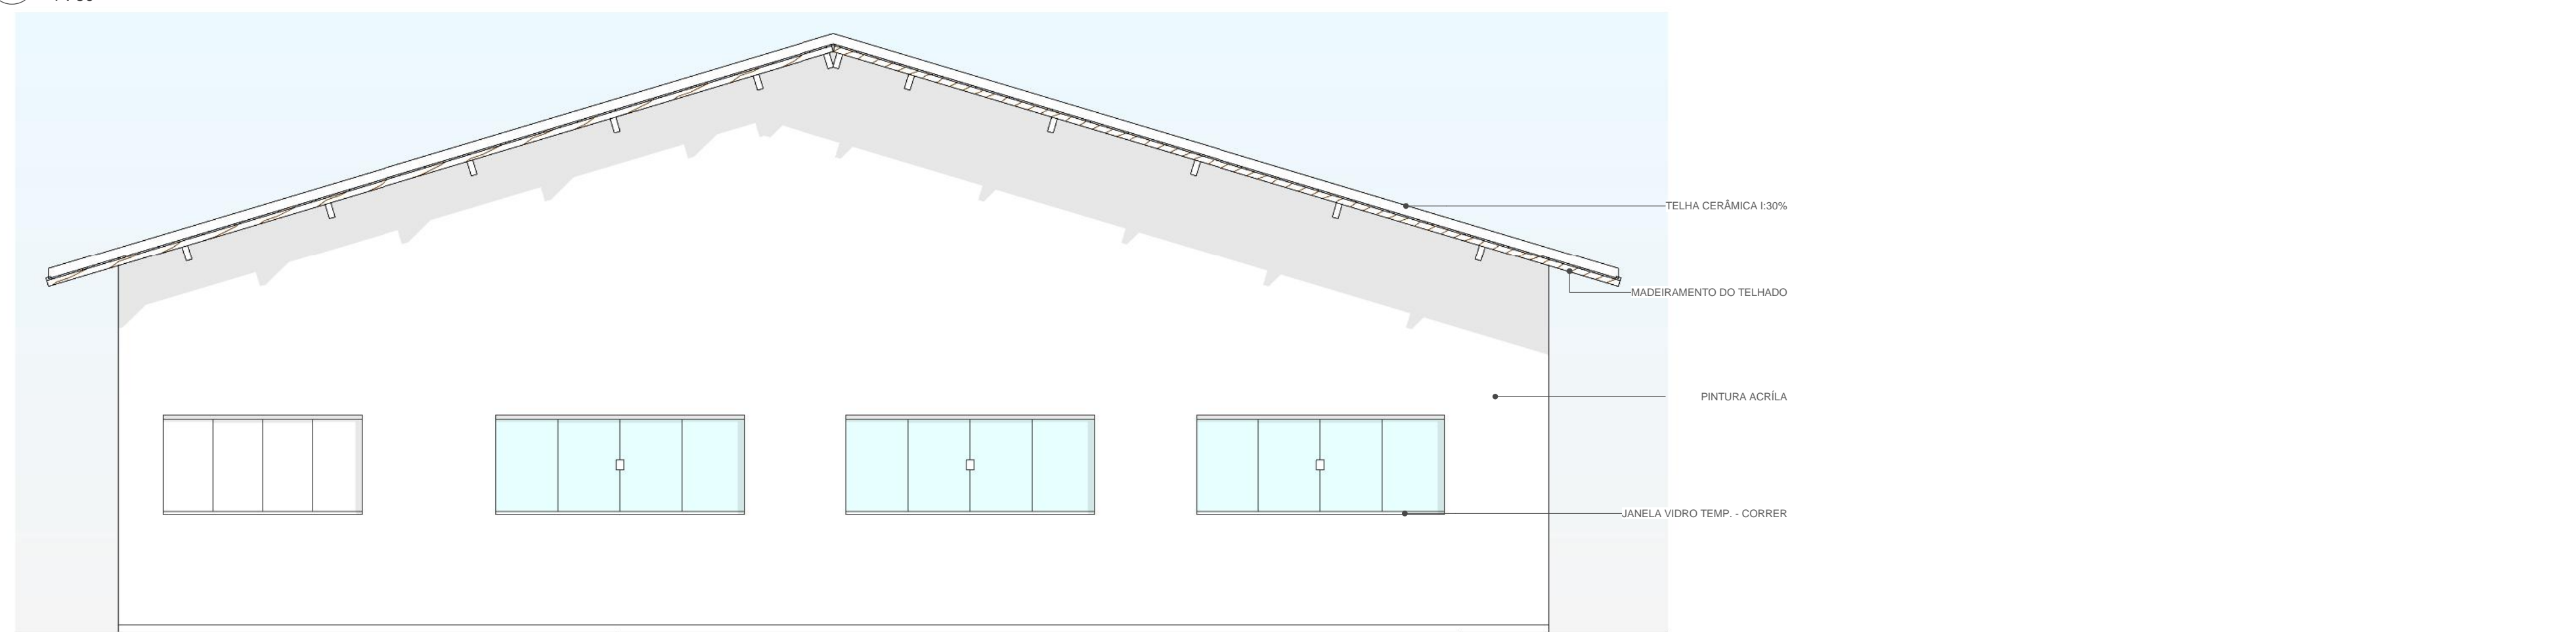 TELHA CERÂMICA I:30%
MADEIRAMENTO DO TELHADO
PINTURA ACRÍLA
JANELA VIDRO TEMP. - CORRER